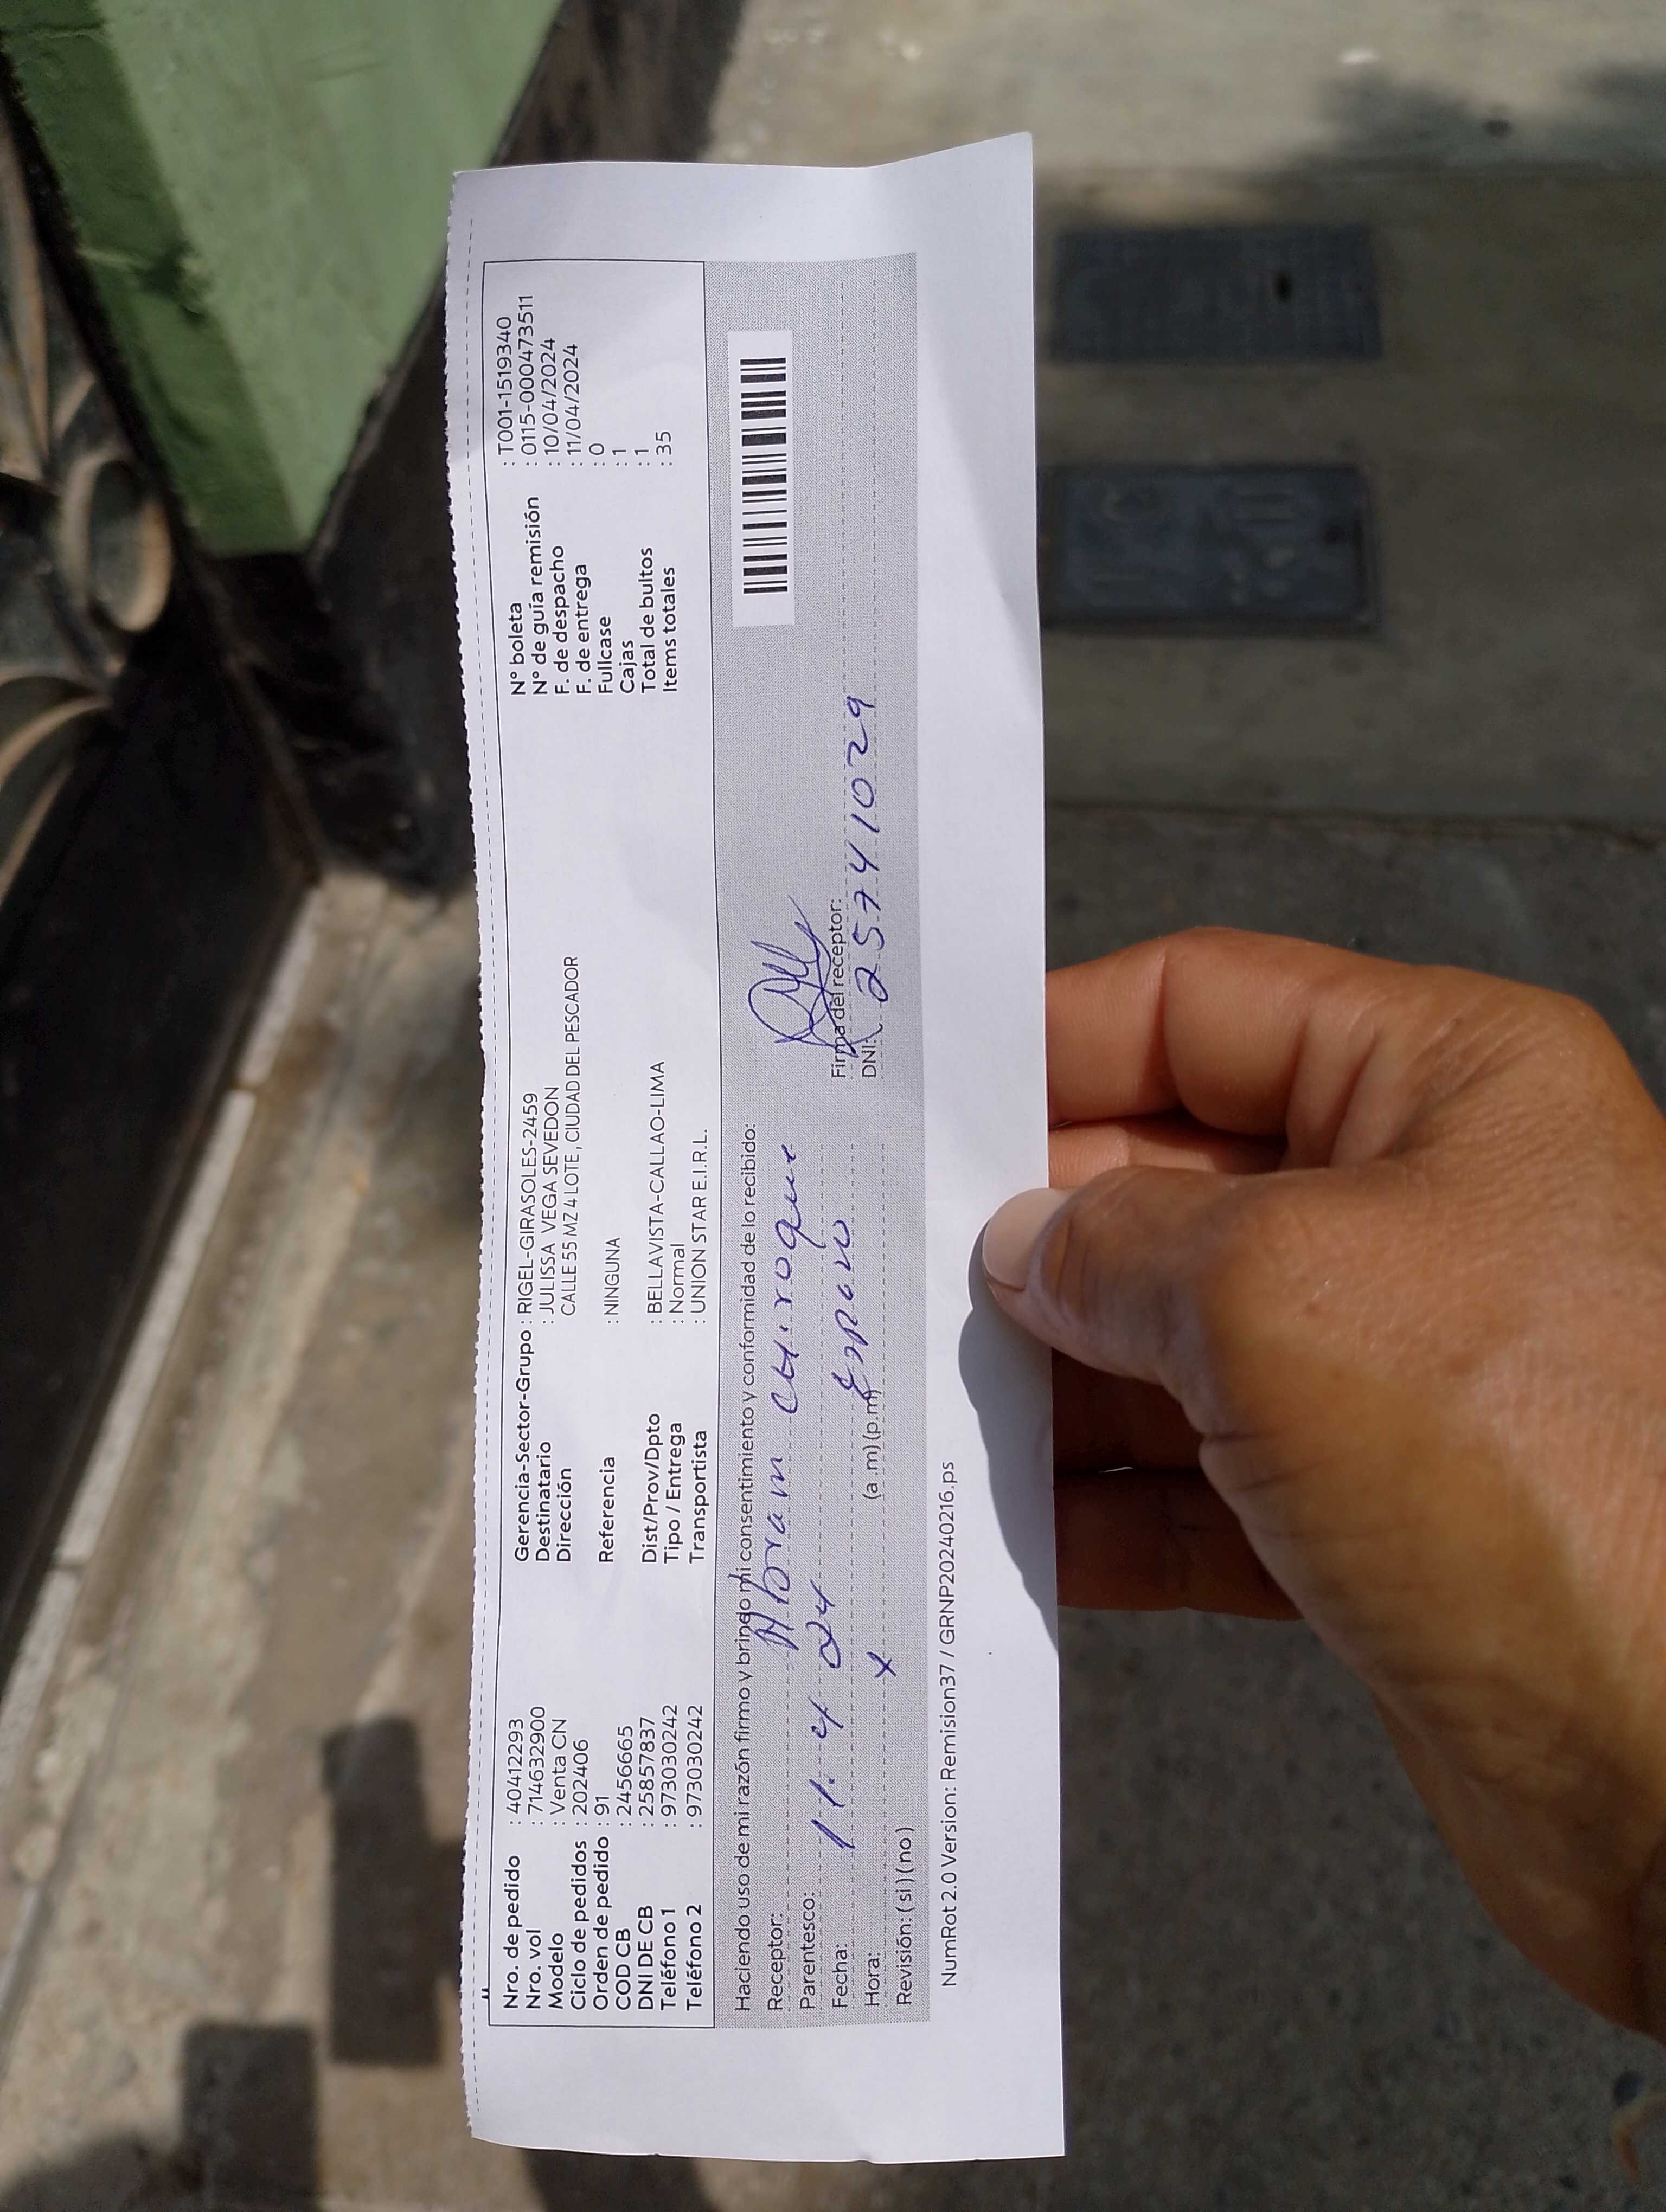 Nro. de pedido : 40412293
Nro. vol : 714632900
Modelo : Venta CN
Ciclo de pedidos : 202406
Orden de pedido : 91
COD CB : 2456665
DNI DE CB : 25857837
Teléfono 1 : 973030242
Teléfono 2 : 973030242
Gerencia-Sector-Grupo : RIGEL-GIRASOLES-2459
Destinatario : JULISSA VEGA SEVEDON
Dirección CALLE 55 MZ 4 LOTE , CIUDAD DEL PESCADOR
Referencia : NINGUNA
Dist/Prov/Dpto : BELLAVISTA-CALLAO-LIMA
Tipo / Entrega : Normal
Transportista : UNION STAR E.I.R.L.
N° boleta : T001-1519340
N° de guía remisión : 0115-000473511
F. de despacho : 10/04/2024
F. de entrega : 11/04/2024
Fullcase : 0
Cajas : 1
Total de bultos : 1
Items totales : 35
Haciendo uso de mi razón firmo y brindo mi consentimiento y conformidad de lo recibido:
Receptor: Abram Chiroque
Parentesco:
Fecha: 11. 4 24
Hora: x (a .m) (p.m)
Revisión: ( si ) ( no )
Firma del receptor:
DNI: 25741029
NumRot 2.0 Version: Remision37 / GRNP20240216.ps